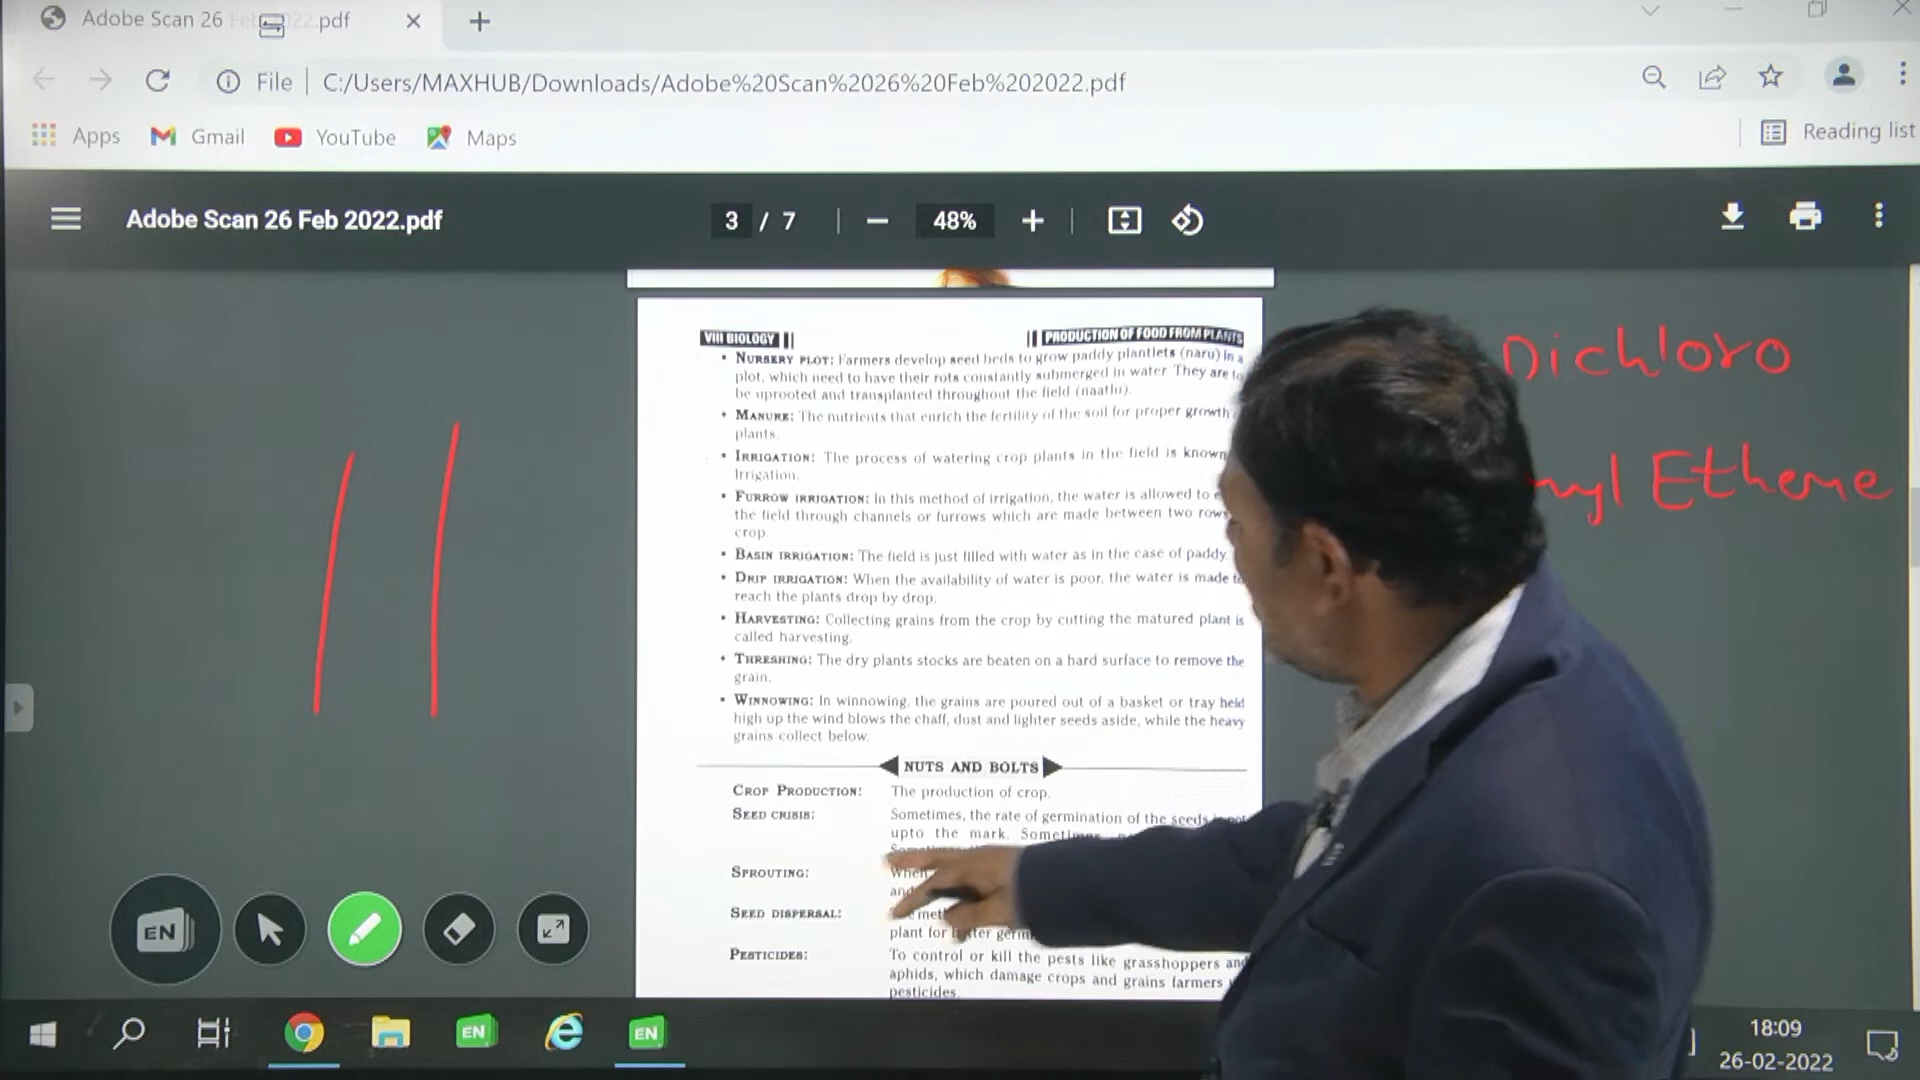 Adobe Scan 26 Feb 2022.pdf
File | C:/Users/MAXHUB/Downloads/Adobe%20Scan%2026%20Feb%202022.pdf
Apps Gmail YouTube Maps
Reading list
Adobe Scan 26 Feb 2022.pdf
3 / 7
48%
VIII BIOLOGY
PRODUCTION OF FOOD FROM PLANTS
• NURSERY PLOT: Farmers develop seed beds to grow paddy plantlets (naru) in a
plot, which need to have their rots constantly submerged in water. They are to
be uprooted and transplanted throughout the field (naatlu).
• MANURE: The nutrients that enrich the fertility of the soil for proper growth
plants.
• IRRIGATION: The process of watering crop plants in the field is known
Irrigation.
• FURROW IRRIGATION: In this method of irrigation, the water is allowed to
the field through channels or furrows which are made between two rows
crop.
• BASIN IRRIGATION: The field is just filled with water as in the case of paddy.
• DRIP IRRIGATION: When the availability of water is poor, the water is made to
reach the plants drop by drop.
• HARVESTING: Collecting grains from the crop by cutting the matured plant is
called harvesting.
• THRESHING: The dry plants stocks are beaten on a hard surface to remove the
grain.
• WINNOWING: In winnowing, the grains are poured out of a basket or tray held
high up the wind blows the chaff, dust and lighter seeds aside, while the heavy
grains collect below.
NUTS AND BOLTS
CROP PRODUCTION: The production of crop.
SEED CRISIS: Sometimes, the rate of germination of the seeds is not
upto the mark. Sometimes,
Sometimes
SPROUTING: When
and
SEED DISPERSAL:
plant for better
PESTICIDES: To control or kill the pests like grasshoppers and
aphids, which damage crops and grains farmers
pesticides.
Dichloro
nyl Ethene
EN
EN
EN
18:09
26-02-2022